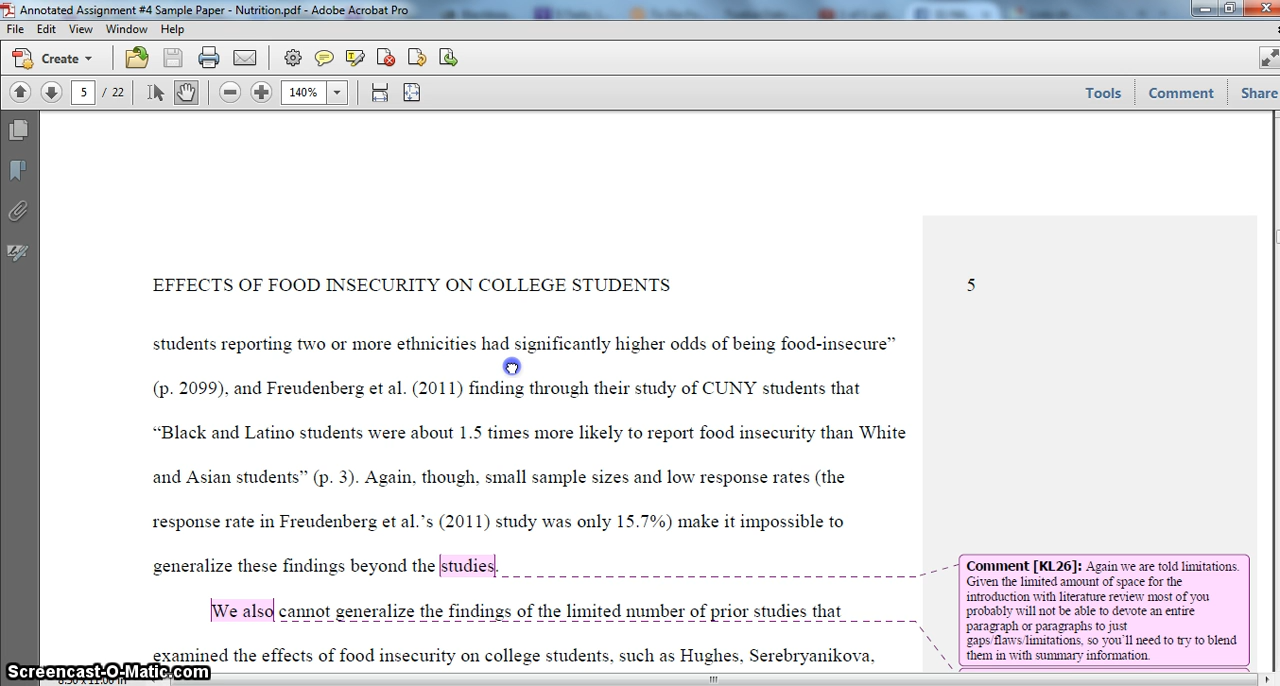 Annotated Assignment #4 Sample Paper - Nutrition.pdf - Adobe Acrobat Pro
File Edit View Window Help
Create
5 / 22 140% Tools Comment Share
EFFECTS OF FOOD INSECURITY ON COLLEGE STUDENTS 5
students reporting two or more ethnicities had significantly higher odds of being food-insecure”
(p. 2099), and Freudenberg et al. (2011) finding through their study of CUNY students that
“Black and Latino students were about 1.5 times more likely to report food insecurity than White
and Asian students” (p. 3). Again, though, small sample sizes and low response rates (the
response rate in Freudenberg et al.’s (2011) study was only 15.7%) make it impossible to
generalize these findings beyond the studies.
We also cannot generalize the findings of the limited number of prior studies that
examined the effects of food insecurity on college students, such as Hughes, Serebryanikova,
Comment [KL26]: Again we are told limitations.
Given the limited amount of space for the
introduction with literature review most of you
probably will not be able to devote an entire
paragraph or paragraphs to just
gaps/flaws/limitations, so you’ll need to try to blend
them in with summary information.
Screencast-O-Matic.com